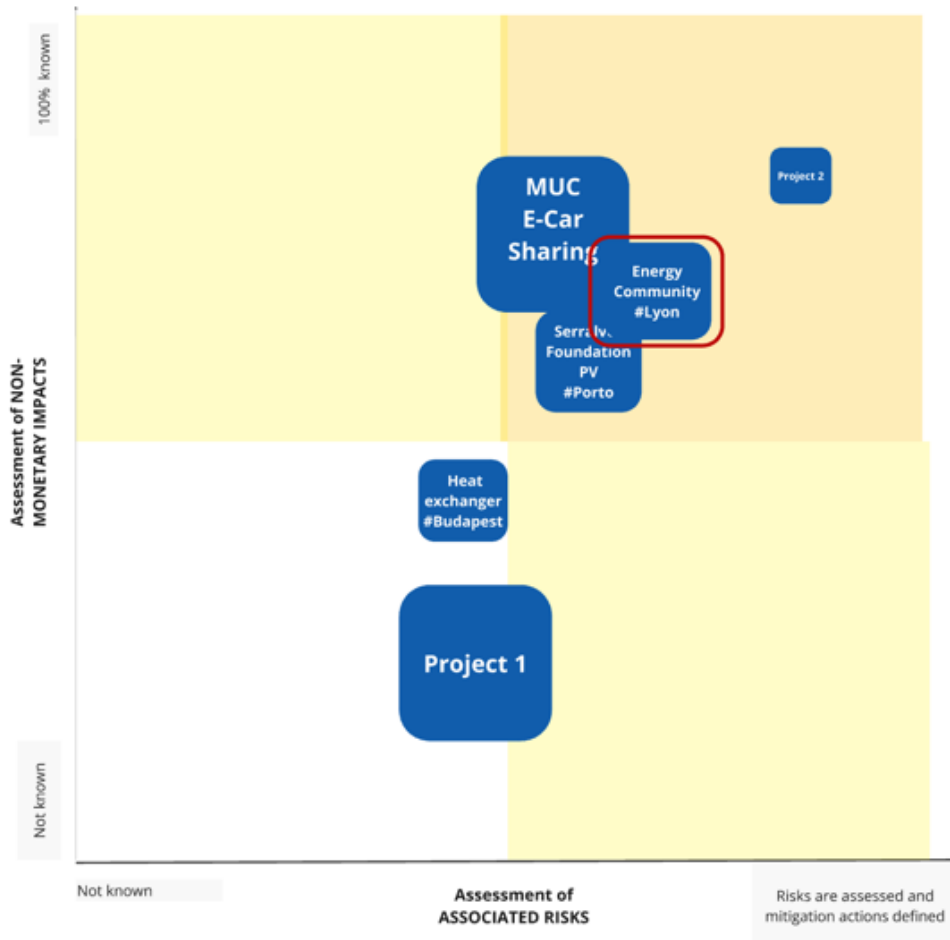 100% known
Project 2
MUC
E-Car
Sharing
Energy
Community
#Lyon
Foundation
PV
#Porto
Assessment of NON-
MONETARY IMPACTS
Heat
exchanger
#Budapest
Project 1
Not known
Not known
Assessment of
ASSOCIATED RISKS
Risks are assessed and
mitigation actions defined